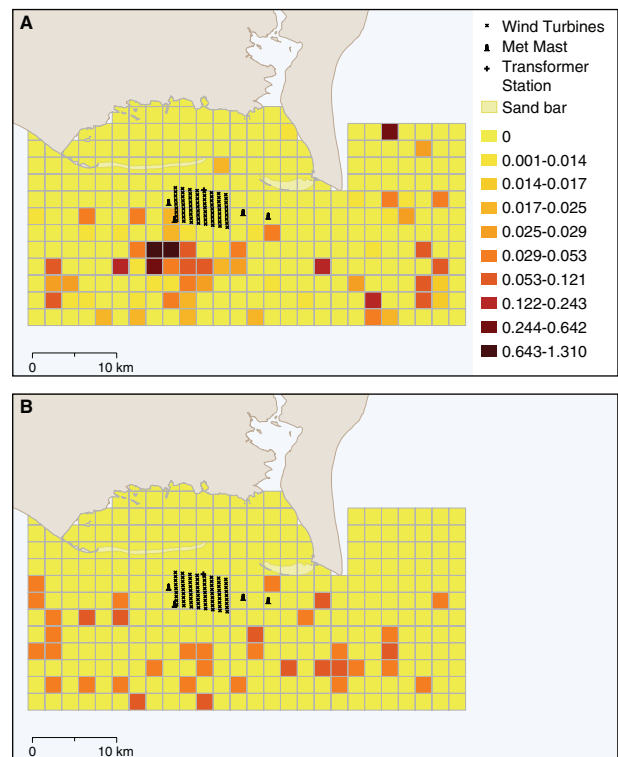 A
Wind Turbines
Met Mast
Transformer
Station
Sand bar
0
0.001-0.014
0.014-0.017
0.017-0.025
0.025-0.029
0.029-0.053
0.053-0.121
0.122-0.243
0.244-0.642
0.643-1.310
0 10 km
B
0 10 km